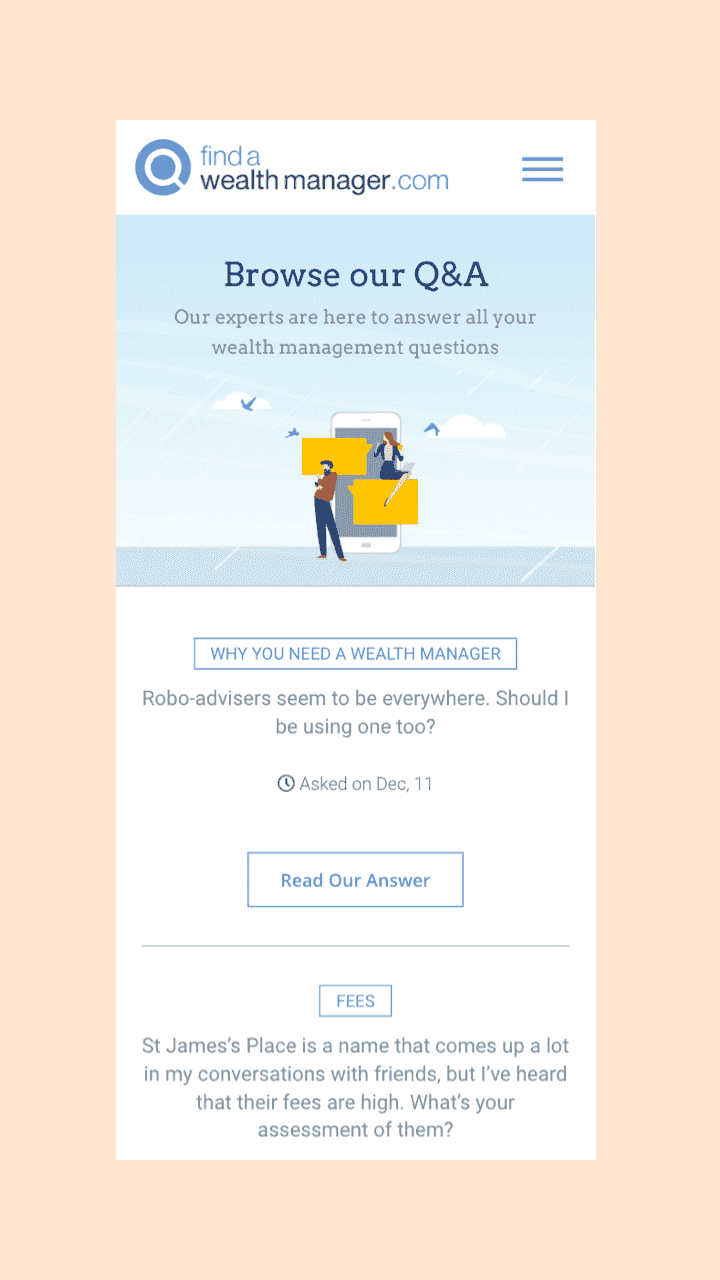 find a
wealth manager.com
Browse our Q&A
Our experts are here to answer all your
wealth management questions
WHY YOU NEED A WEALTH MANAGER
Robo-advisers seem to be everywhere. Should I
be using one too?
Asked on Dec, 11
Read Our Answer
FEES
St James’s Place is a name that comes up a lot
in my conversations with friends, but I’ve heard
that their fees are high. What’s your
assessment of them?